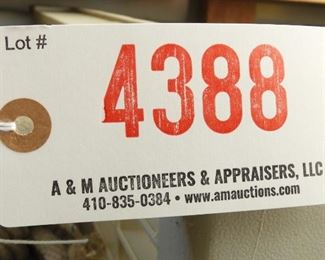 Lot #
4388
A & M AUCTIONEERS & APPRAISERS, LLC
410-835-0384 • www.amauctions.com